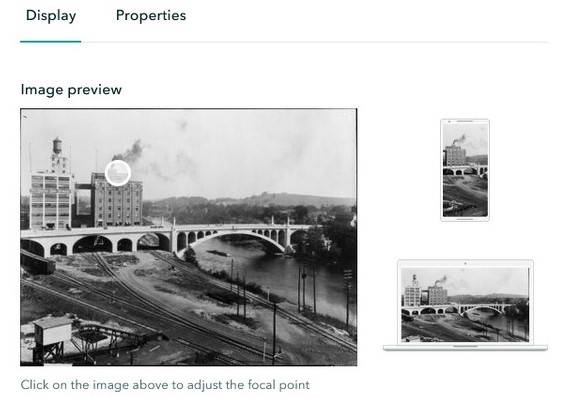 Display
Properties
Image preview
Click on the image above to adjust the focal point